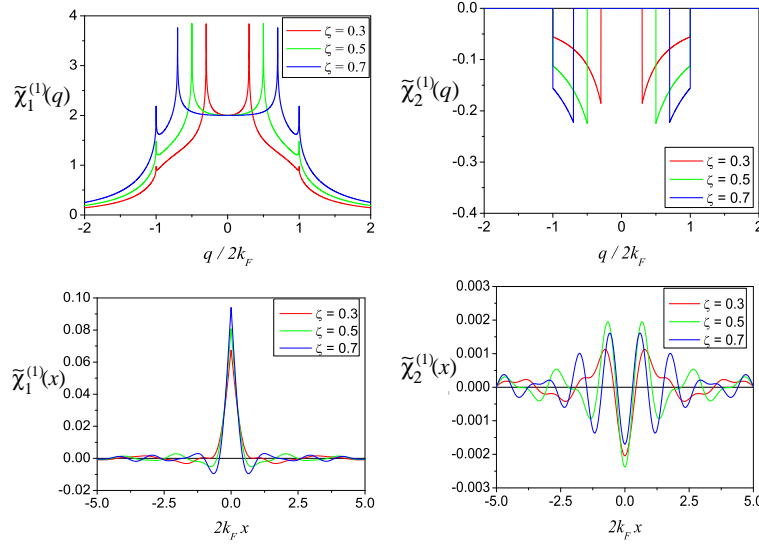 4
3
2
1
0
χ̃₁⁽¹⁾(q)
ζ = 0.3
ζ = 0.5
ζ = 0.7
-2 -1 0 1 2
q / 2k_F
0.0
-0.1
-0.2
-0.3
-0.4
χ̃₂⁽¹⁾(q)
ζ = 0.3
ζ = 0.5
ζ = 0.7
-2 -1 0 1 2
q / 2k_F
0.10
0.08
0.06
0.04
0.02
0.00
-0.02
χ̃₁⁽¹⁾(x)
ζ = 0.3
ζ = 0.5
ζ = 0.7
-5.0 -2.5 0.0 2.5 5.0
2k_F x
0.003
0.002
0.001
0.000
-0.001
-0.002
-0.003
χ̃₂⁽¹⁾(x)
ζ = 0.3
ζ = 0.5
ζ = 0.7
-5.0 -2.5 0.0 2.5 5.0
2k_F x